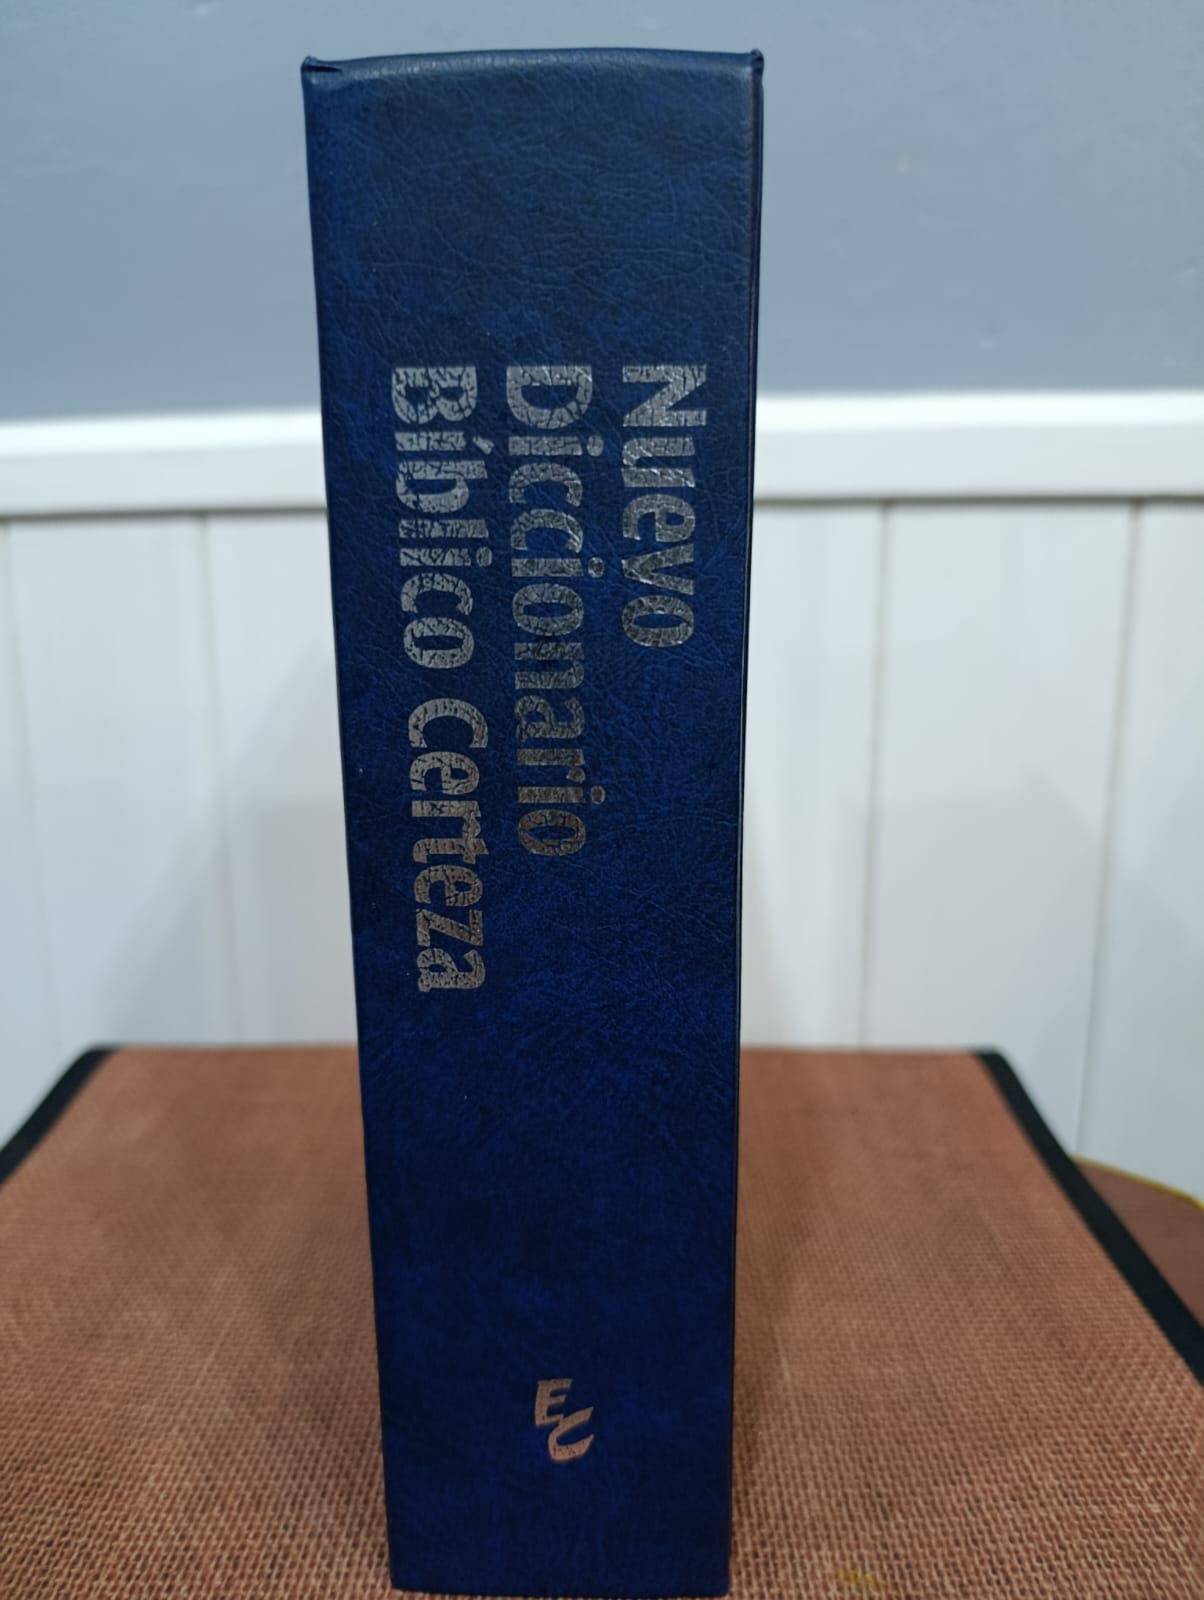 Nuevo
Diccionario
Bíblico Certeza
EC